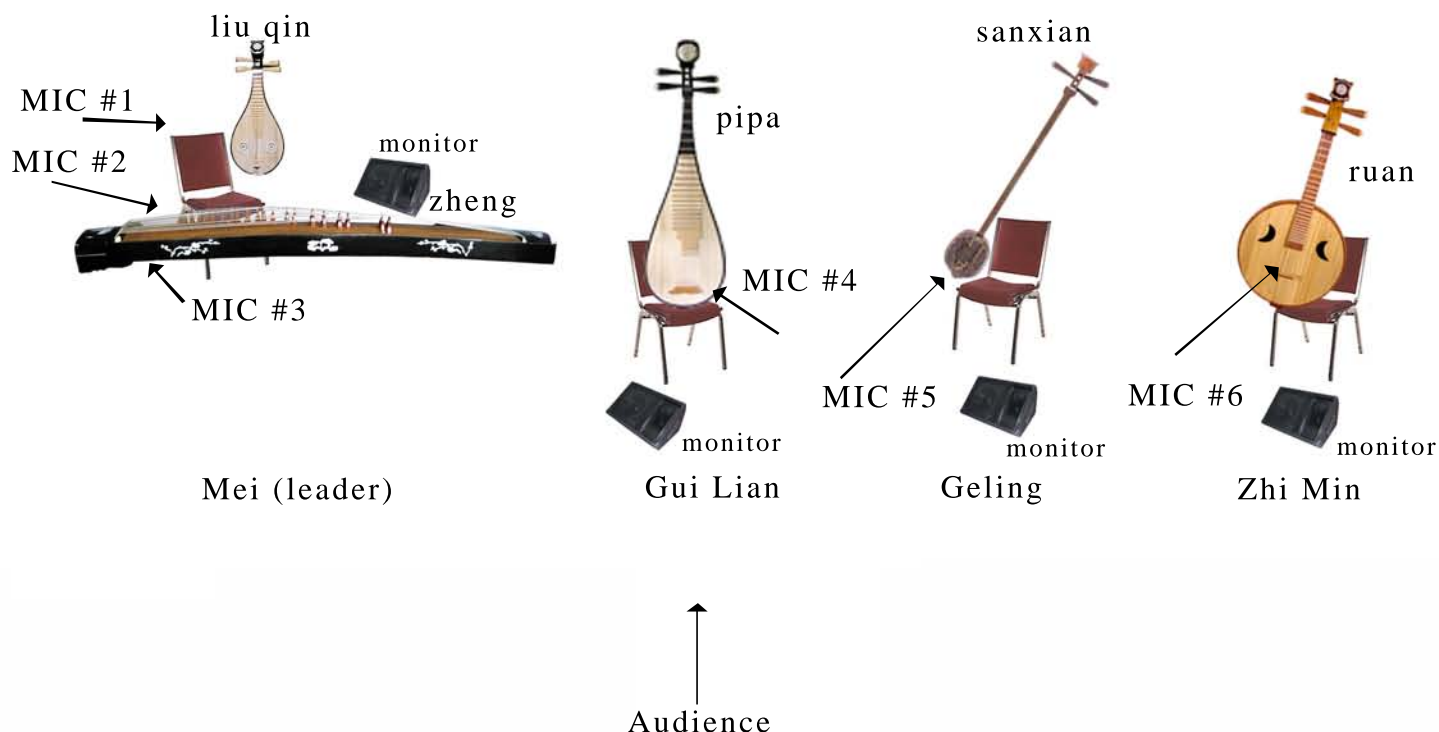 liu qin
MIC #1
MIC #2
monitor
zheng
MIC #3
pipa
MIC #4
monitor
sanxian
MIC #5
monitor
ruan
MIC #6
monitor
Mei (leader)
Gui Lian
Geling
Zhi Min
Audience